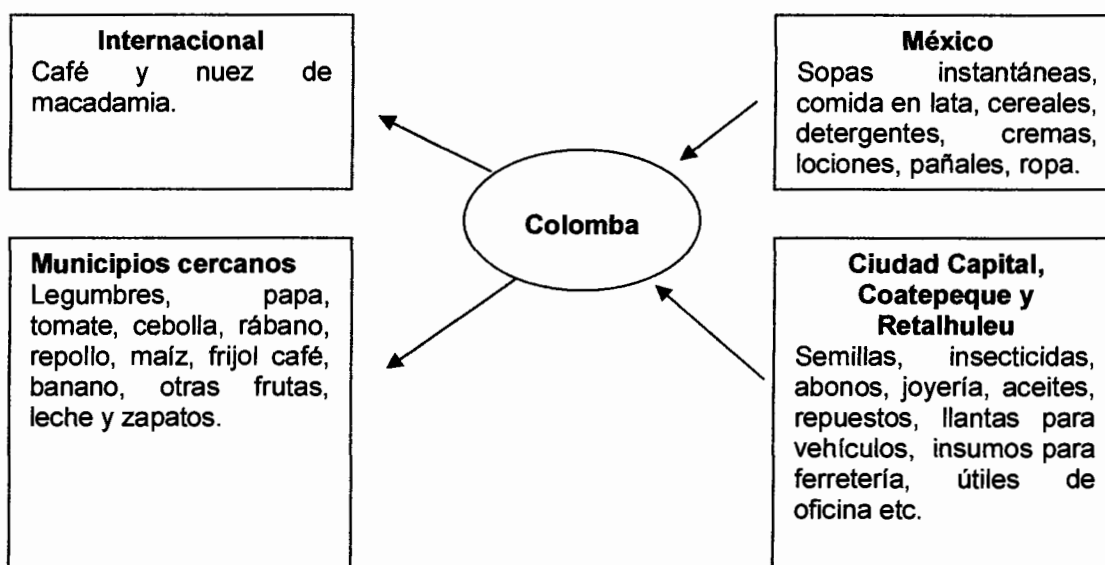 Internacional
Café y nuez de
macadamia.
México
Sopas instantáneas,
comida en lata, cereales,
detergentes, cremas,
lociones, pañales, ropa.
Colomba
Municipios cercanos
Legumbres, papa,
tomate, cebolla, rábano,
repollo, maíz, frijol café,
banano, otras frutas,
leche y zapatos.
Ciudad Capital,
Coatepeque y
Retalhuleu
Semillas, insecticidas,
abonos, joyería, aceites,
repuestos, llantas para
vehículos, insumos para
ferretería, útiles de
oficina etc.